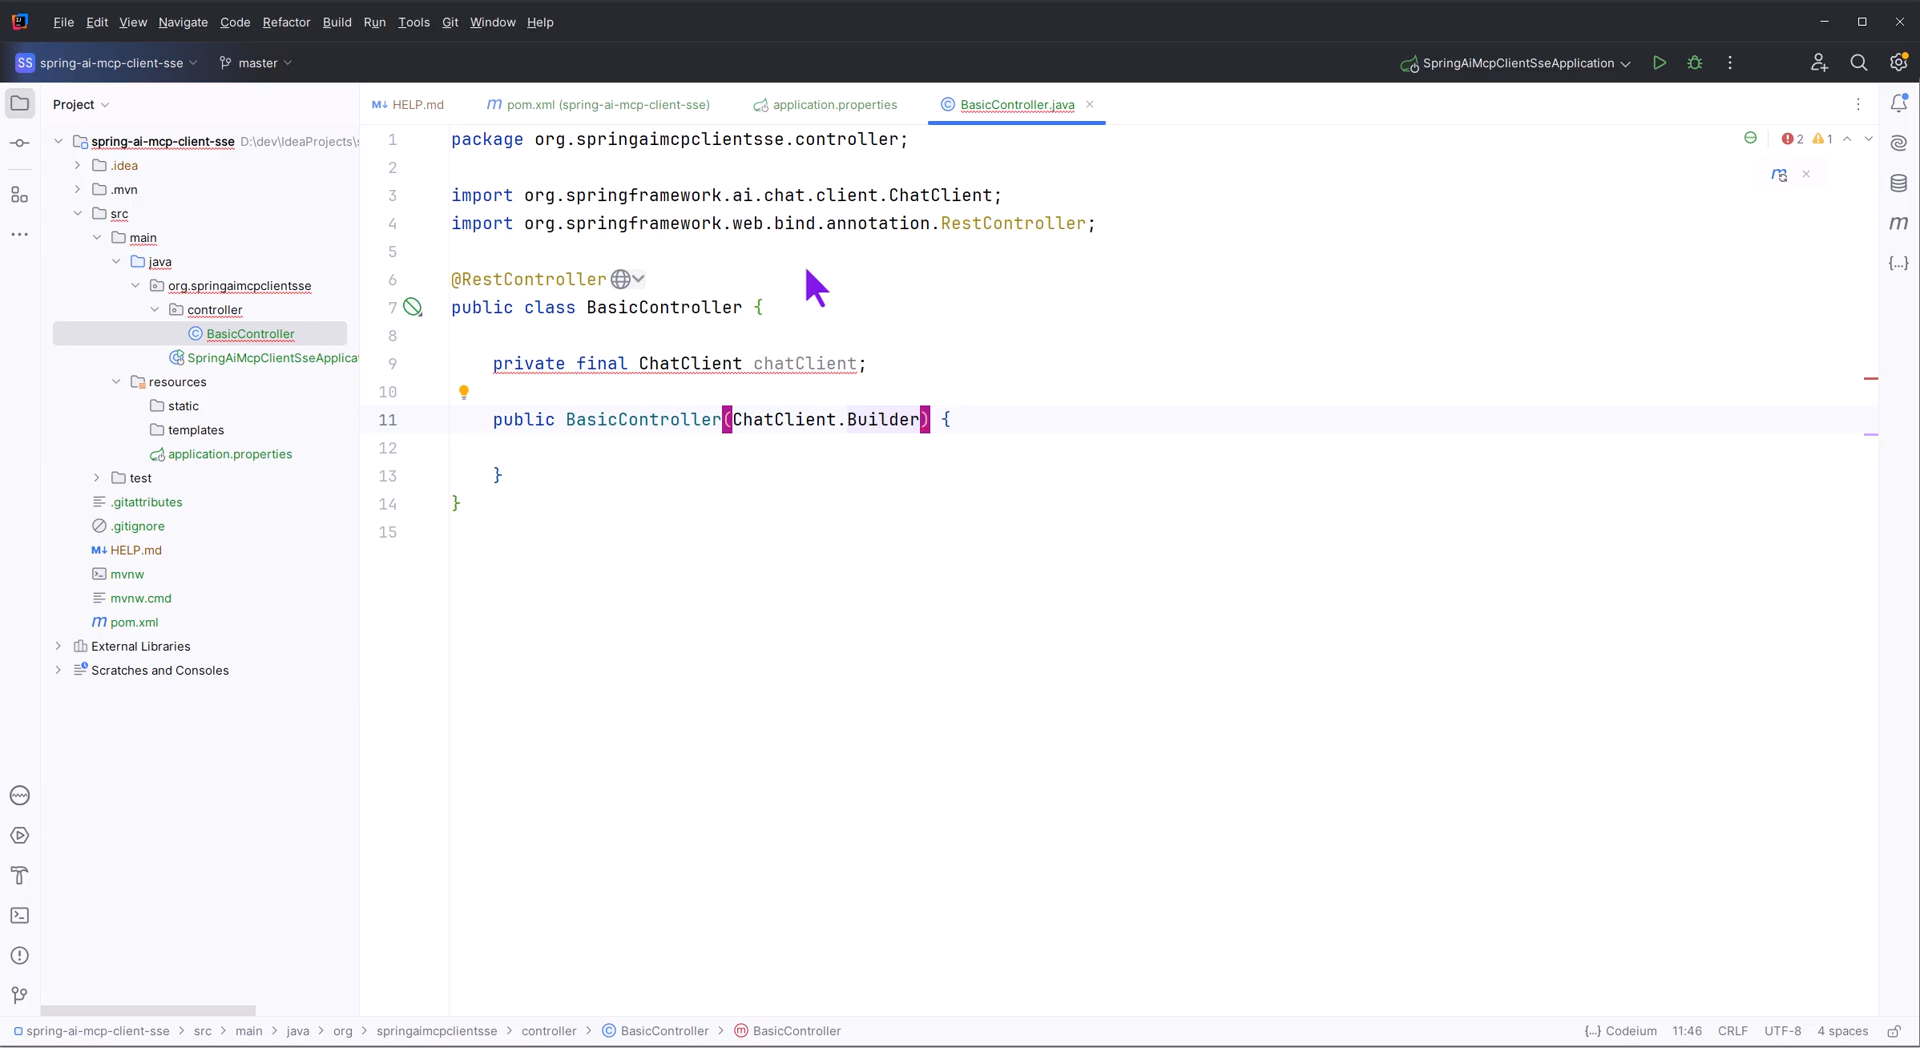 File Edit View Navigate Code Refactor Build Run Tools Git Window Help
SS spring-ai-mcp-client-sse master SpringAiMcpClientSseApplication
Project
spring-ai-mcp-client-sse D:\dev\IdeaProjects\s
.idea
.mvn
src
main
java
org.springaimcpclientsse
controller
BasicController
SpringAiMcpClientSseApplicat
resources
static
templates
application.properties
test
.gitattributes
.gitignore
M↓ HELP.md
mvnw
mvnw.cmd
m pom.xml
External Libraries
Scratches and Consoles
M↓ HELP.md m pom.xml (spring-ai-mcp-client-sse) application.properties BasicController.java
2 1
1 package org.springaimcpclientsse.controller;
2
3 import org.springframework.ai.chat.client.ChatClient;
4 import org.springframework.web.bind.annotation.RestController;
5
6 @RestController
7 public class BasicController {
8
9 private final ChatClient chatClient;
10
11 public BasicController(ChatClient.Builder) {
12
13 }
14 }
15
spring-ai-mcp-client-sse > src > main > java > org > springaimcpclientsse > controller > BasicController > BasicController {...} Codeium 11:46 CRLF UTF-8 4 spaces